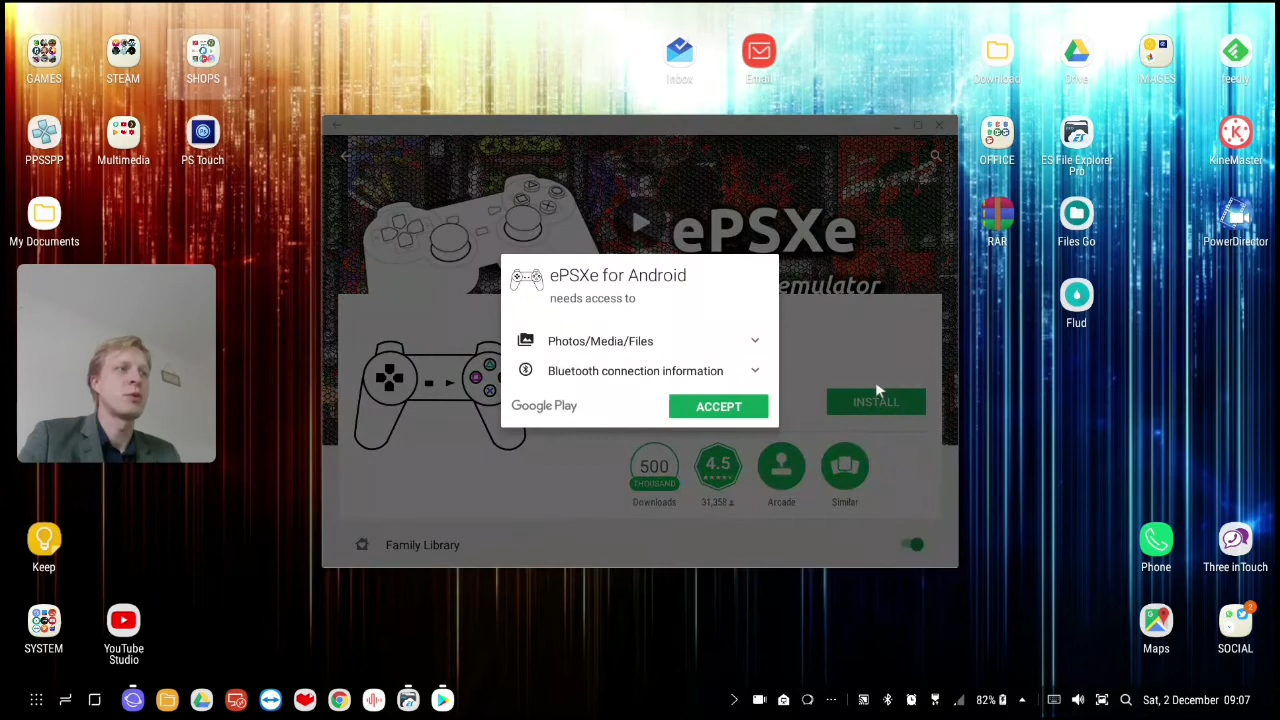 GAMES
STEAM
SHOPS
Inbox
Email
Download
Drive
IMAGES
feedly
PPSSPP
Multimedia
PS Touch
OFFICE
ES File Explorer
Pro
KineMaster
My Documents
RAR
Files Go
PowerDirector
Flud
ePSXe
emulator
ePSXe for Android
needs access to
Photos/Media/Files
Bluetooth connection information
Google Play
ACCEPT
INSTALL
500
THOUSAND
Downloads
4.5
31,358
Arcade
Similar
Family Library
Keep
Phone
Three inTouch
SYSTEM
YouTube
Studio
Maps
2
SOCIAL
82%
Sat, 2 December 09:07